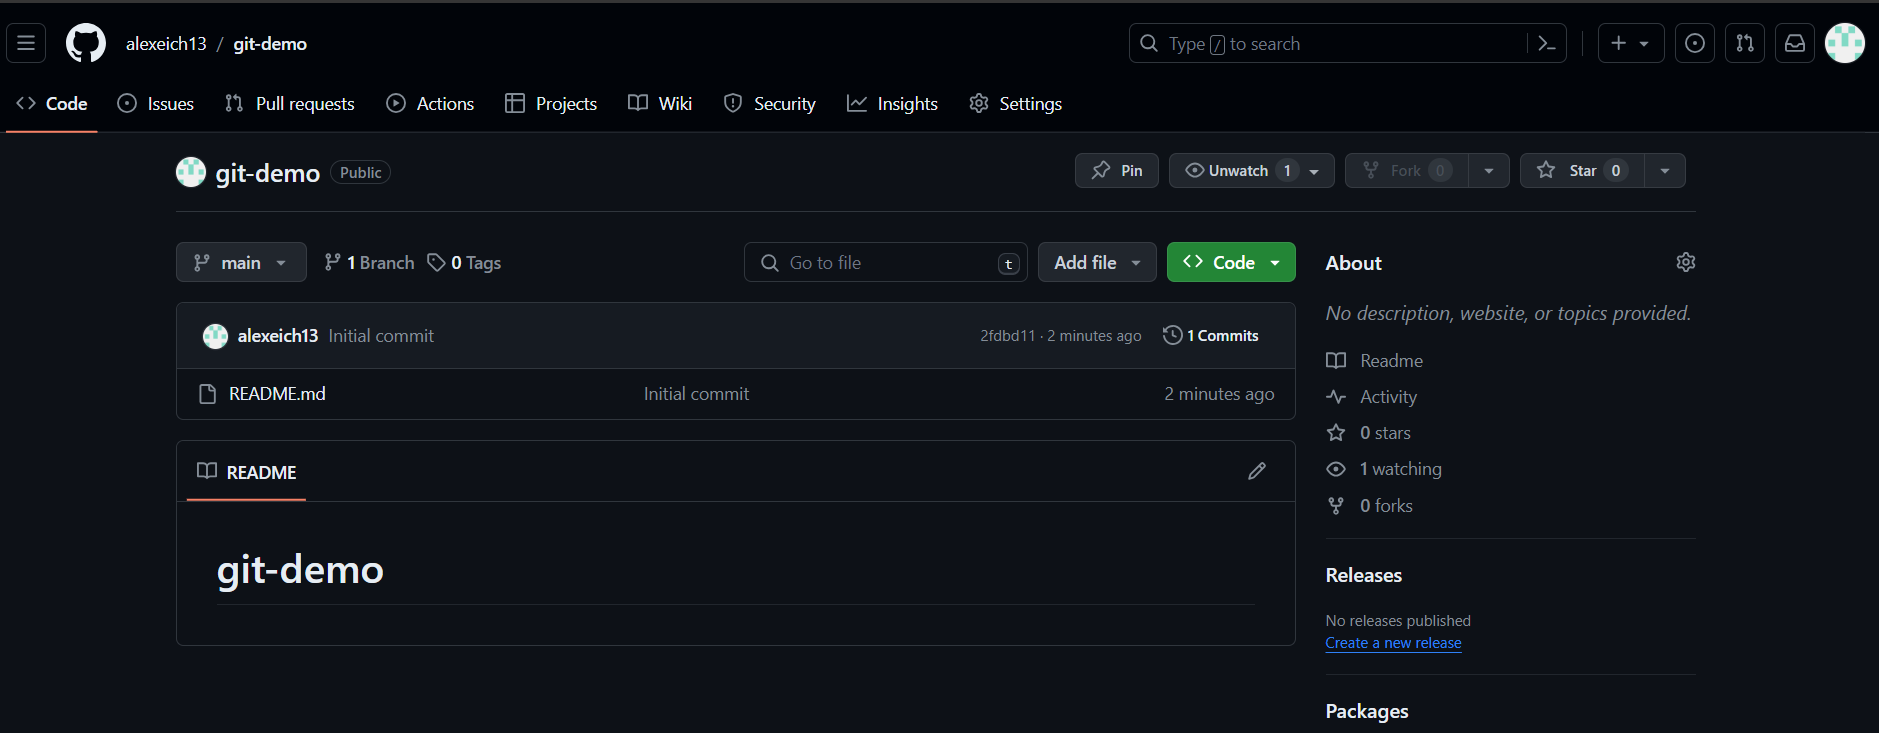 alexeich13 / git-demo
Type / to search
Code Issues Pull requests Actions Projects Wiki Security Insights Settings
git-demo Public
Pin Unwatch 1 Fork 0 Star 0
main 1 Branch 0 Tags Go to file t Add file Code
alexeich13 Initial commit 2fdbd11 · 2 minutes ago 1 Commits
README.md Initial commit 2 minutes ago
README
git-demo
About
No description, website, or topics provided.
Readme
Activity
0 stars
1 watching
0 forks
Releases
No releases published
Create a new release
Packages